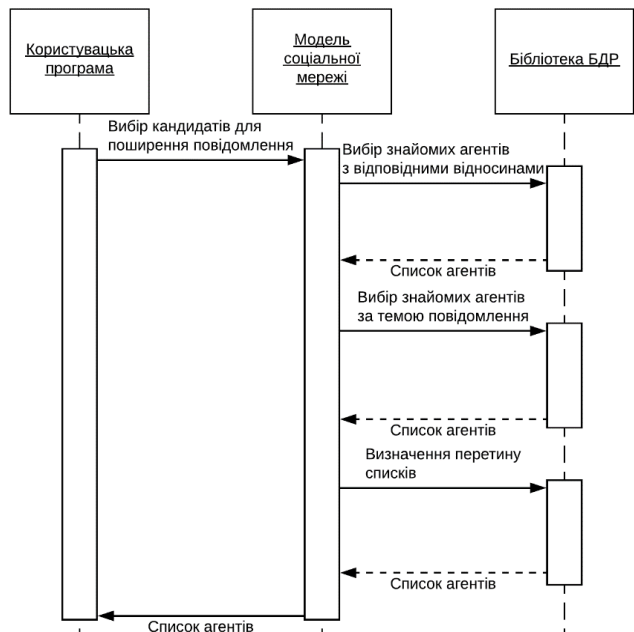 Користувацька
програма
Модель
соціальної
мережі
Бібліотека БДР
Вибір кандидатів для
поширення повідомлення
Вибір знайомих агентів
з відповідними відносинами
Список агентів
Вибір знайомих агентів
за темою повідомлення
Список агентів
Визначення перетину
списків
Список агентів
Список агентів